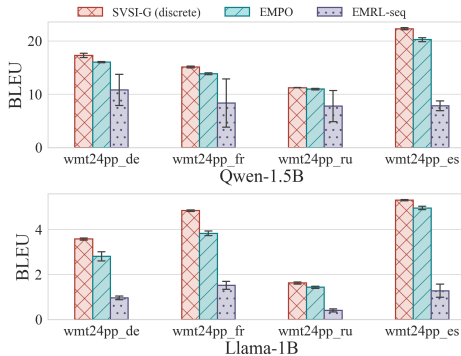 SVSI-G (discrete) EMPO EMRL-seq
BLEU
20
10
0
wmt24pp_de wmt24pp_fr wmt24pp_ru wmt24pp_es
Qwen-1.5B
BLEU
4
2
0
wmt24pp_de wmt24pp_fr wmt24pp_ru wmt24pp_es
Llama-1B